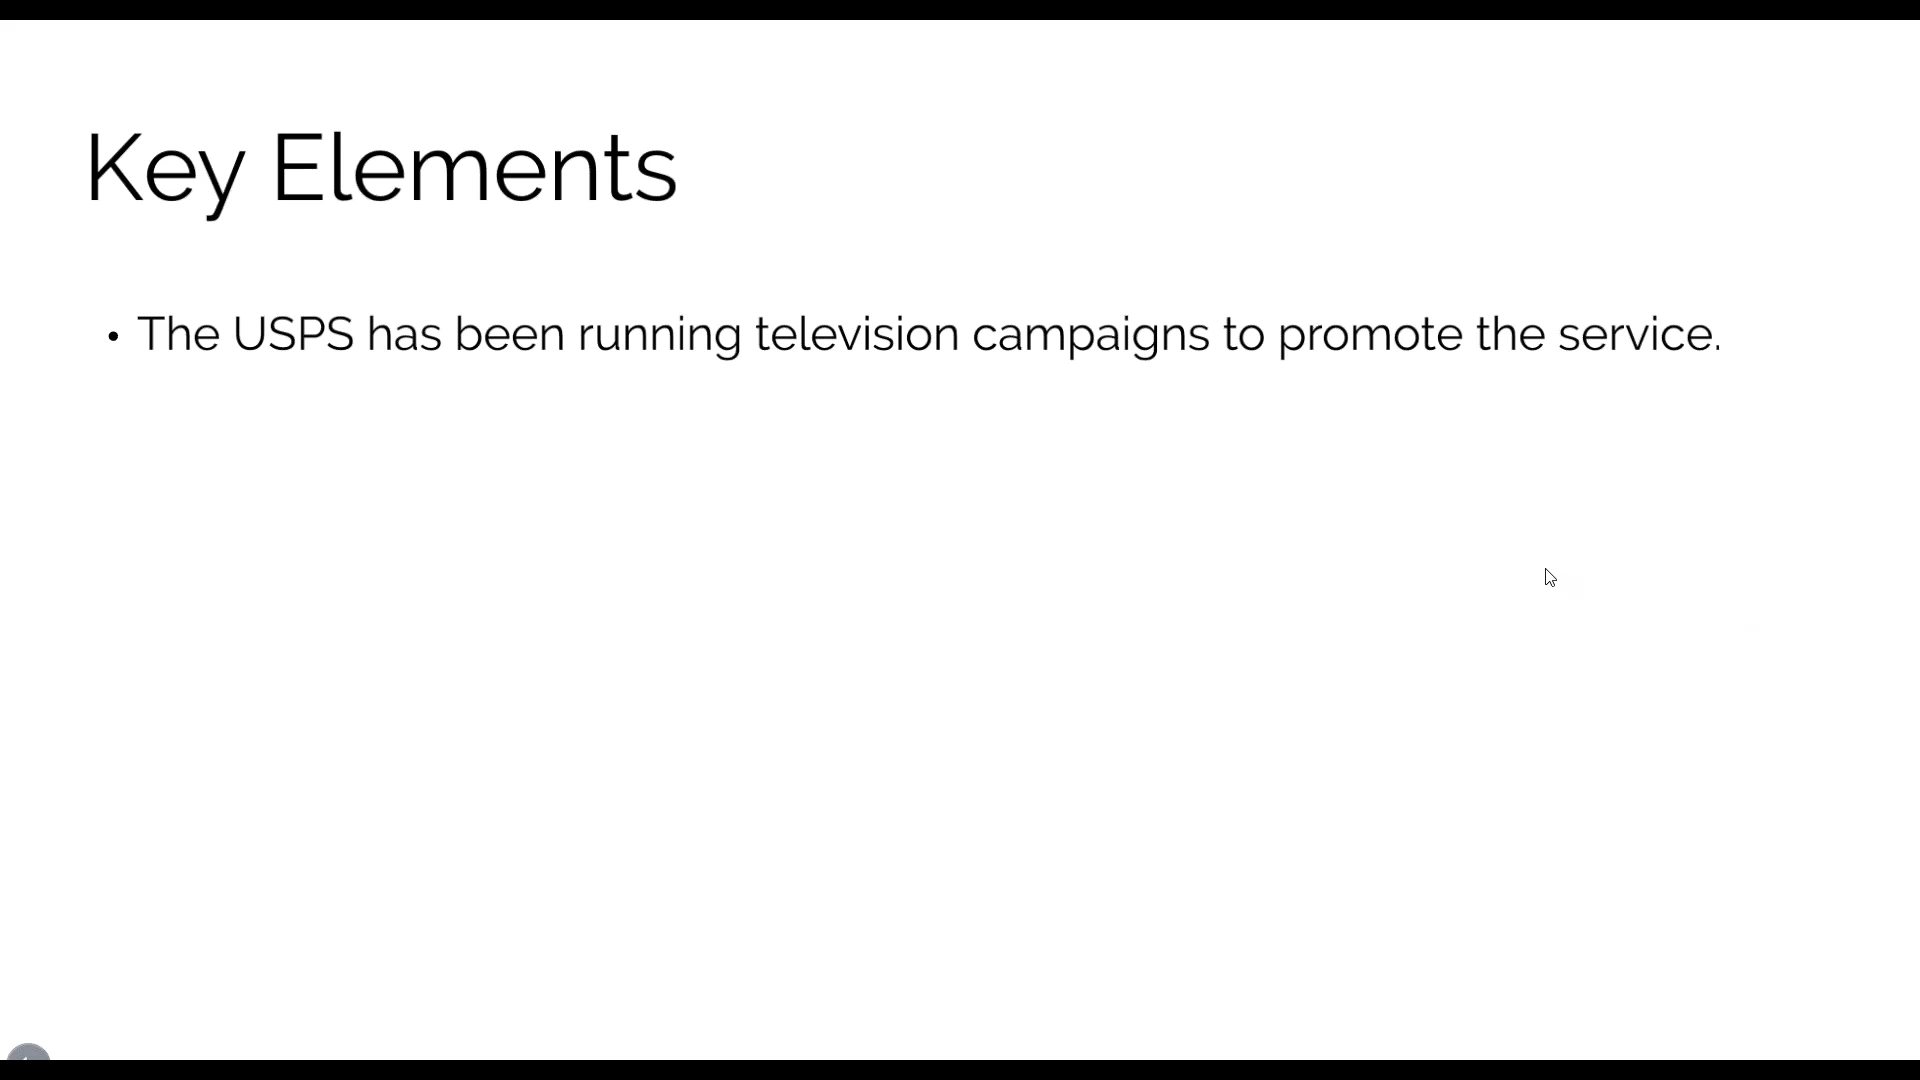 Key Elements
• The USPS has been running television campaigns to promote the service.